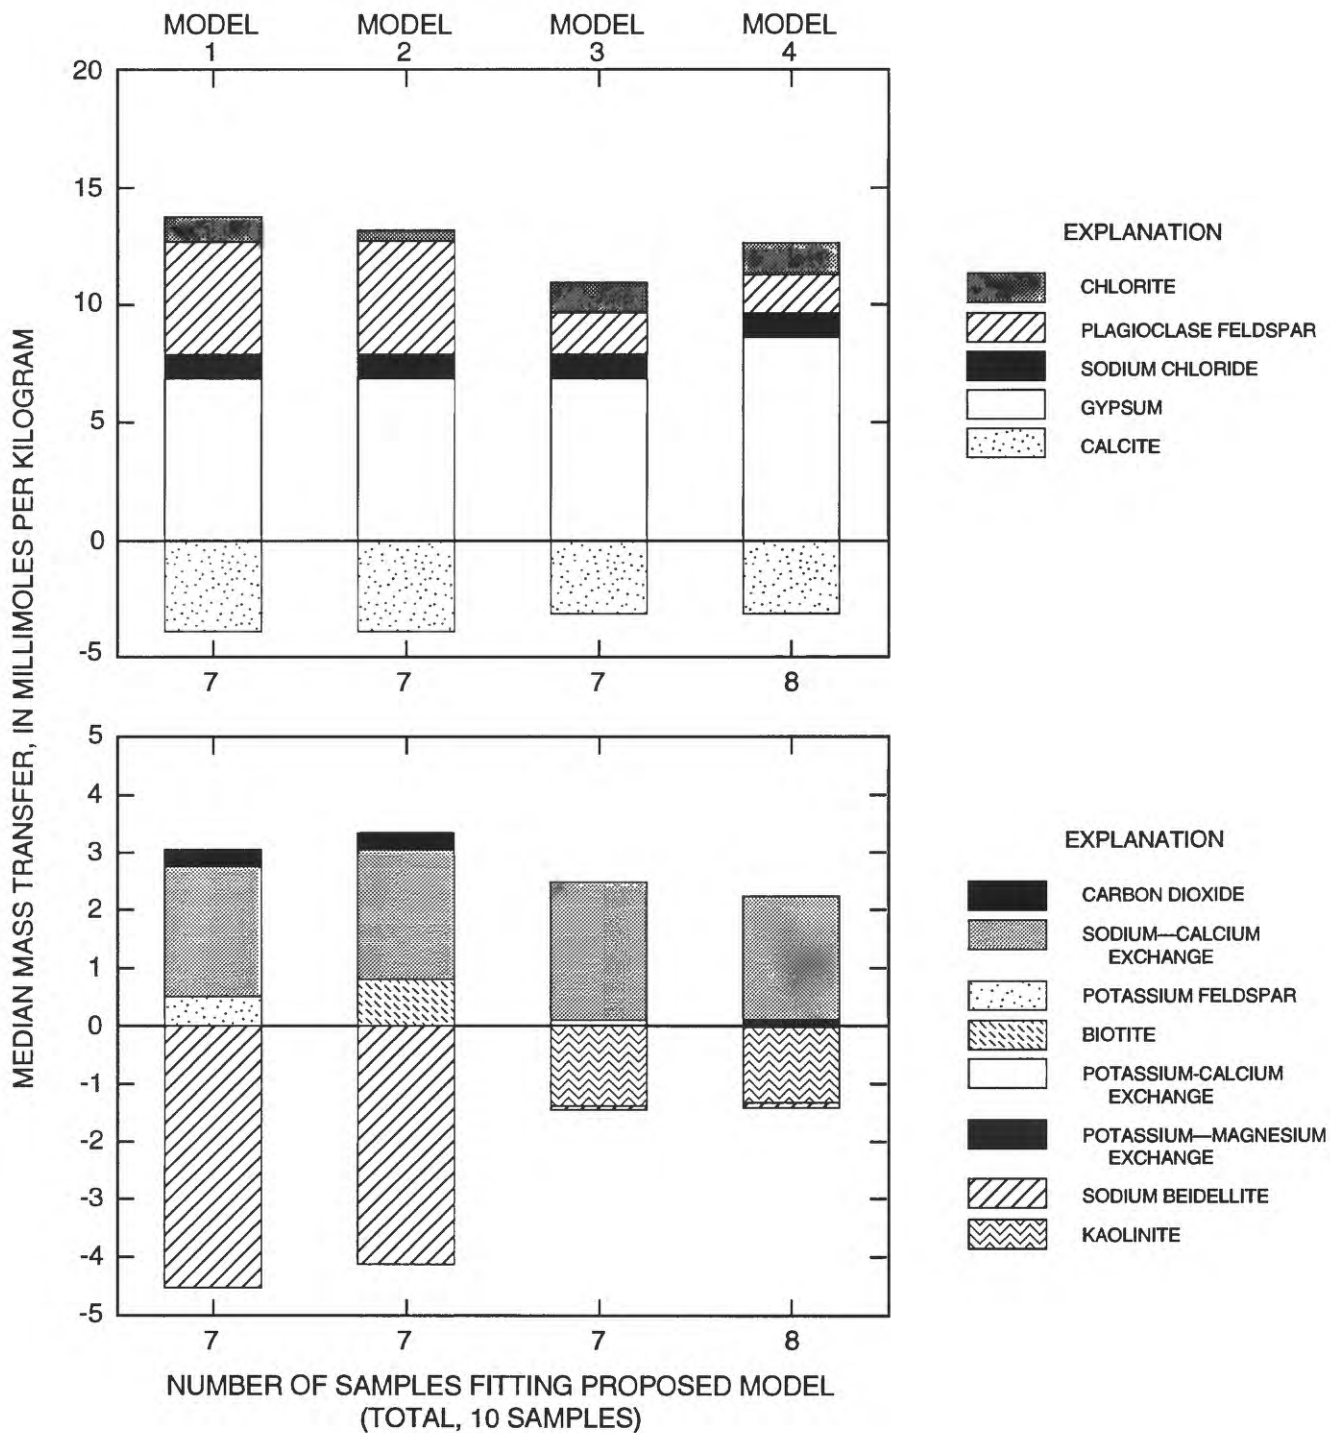 MODEL MODEL MODEL MODEL
1 2 3 4
20
15
10
5
0
-5
7 7 7 8
EXPLANATION
CHLORITE
PLAGIOCLASE FELDSPAR
SODIUM CHLORIDE
GYPSUM
CALCITE
MEDIAN MASS TRANSFER, IN MILLIMOLES PER KILOGRAM
5
4
3
2
1
0
-1
-2
-3
-4
-5
7 7 7 8
EXPLANATION
CARBON DIOXIDE
SODIUM—CALCIUM
EXCHANGE
POTASSIUM FELDSPAR
BIOTITE
POTASSIUM-CALCIUM
EXCHANGE
POTASSIUM—MAGNESIUM
EXCHANGE
SODIUM BEIDELLITE
KAOLINITE
NUMBER OF SAMPLES FITTING PROPOSED MODEL
(TOTAL, 10 SAMPLES)